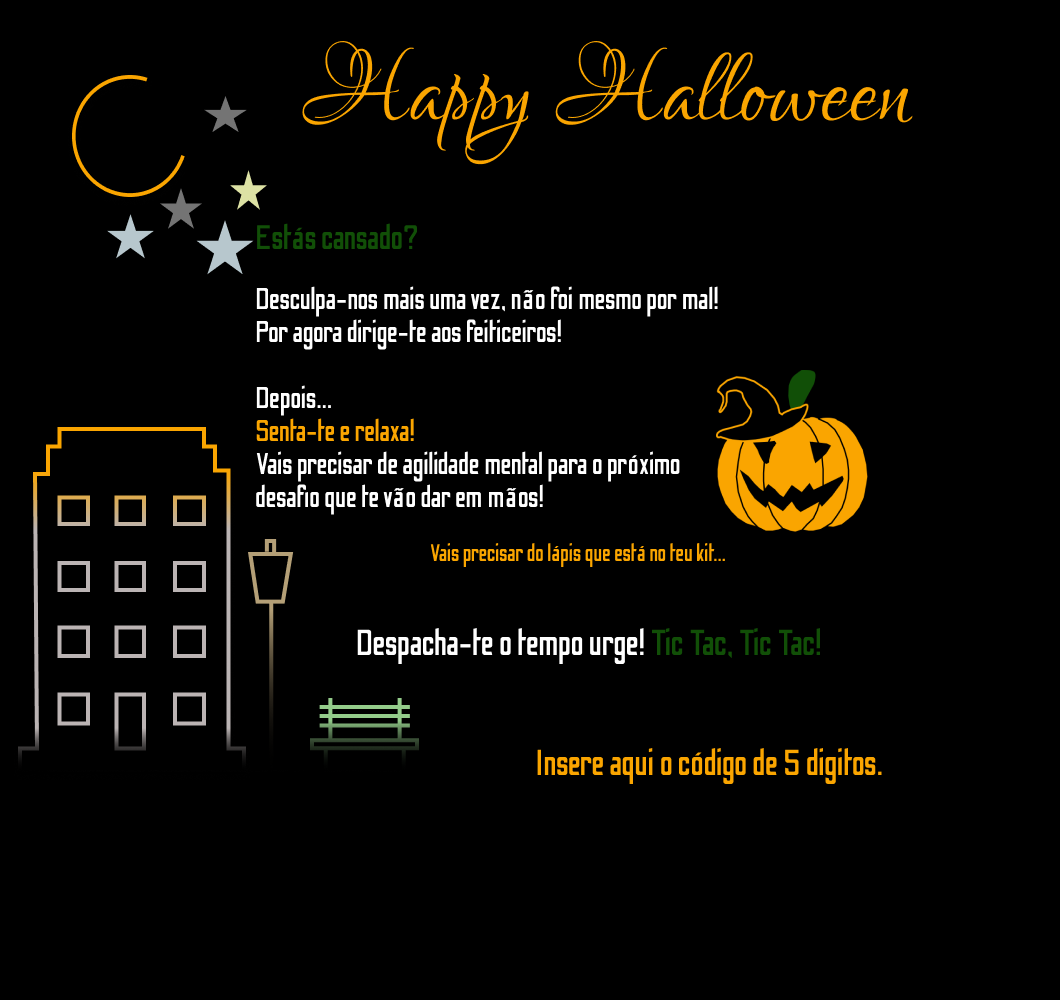 Happy Halloween
Estás cansado?
Desculpa-nos mais uma vez, não foi mesmo por mal!
Por agora dirige-te aos feiticeiros!
Depois...
Senta-te e relaxa!
Vais precisar de agilidade mental para o próximo
desafio que te vão dar em mãos!
Vais precisar do lápis que está no teu kit...
Despacha-te o tempo urge! Tic Tac, Tic Tac!
Insere aqui o código de 5 digitos.